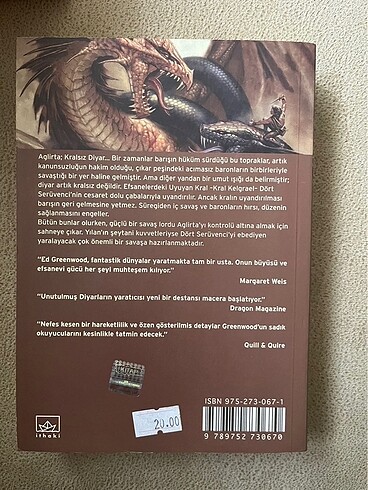 Aglirta; Kralsız Diyar... Bir zamanlar barışın hüküm sürdüğü bu topraklar, artık
kanunsuzluğun hakim olduğu, çıkar peşindeki acımasız baronların birbirleriyle
savaştığı bir yer haline gelmiştir. Ama diğer yandan bir umut ışığı da belirmiştir;
diyar artık kralsız değildir. Efsanelerdeki Uyuyan Kral -Kral Kelgrael- Dört
Serüvenci'nin cesaret dolu çabalarıyla uyandırılır. Ancak kralın uyandırılması
barışın geri gelmesine yetmez. Süregiden iç savaş ve baronların hırsı, düzenin
sağlanmasını engeller.
Bütün bunlar olurken, güçlü bir savaş lordu Aglirta'yı kontrolü altına almak için
sahneye çıkar. Yılan'ın şeytani kuvvetleriyse Dört Serüvenci'yi ebediyen
yaralayacak çok önemli bir savaşa hazırlanmaktadır.
"Ed Greenwood, fantastik dünyalar yaratmakta tam bir usta. Onun büyüsü ve
efsanevi gücü her şeyi muhteşem kılıyor."
Margaret Weis
"Unutulmuş Diyarların yaratıcısı yeni bir destansı macera başlatıyor."
Dragon Magazine
"Nefes kesen bir hareketlilik ve özen gösterilmiş detaylar Greenwood'un sadık
okuyucularını kesinlikle tatmin edecek."
Quill & Quire
ithaki
20.00
ISBN 975-273-067-1
9 789752 730670